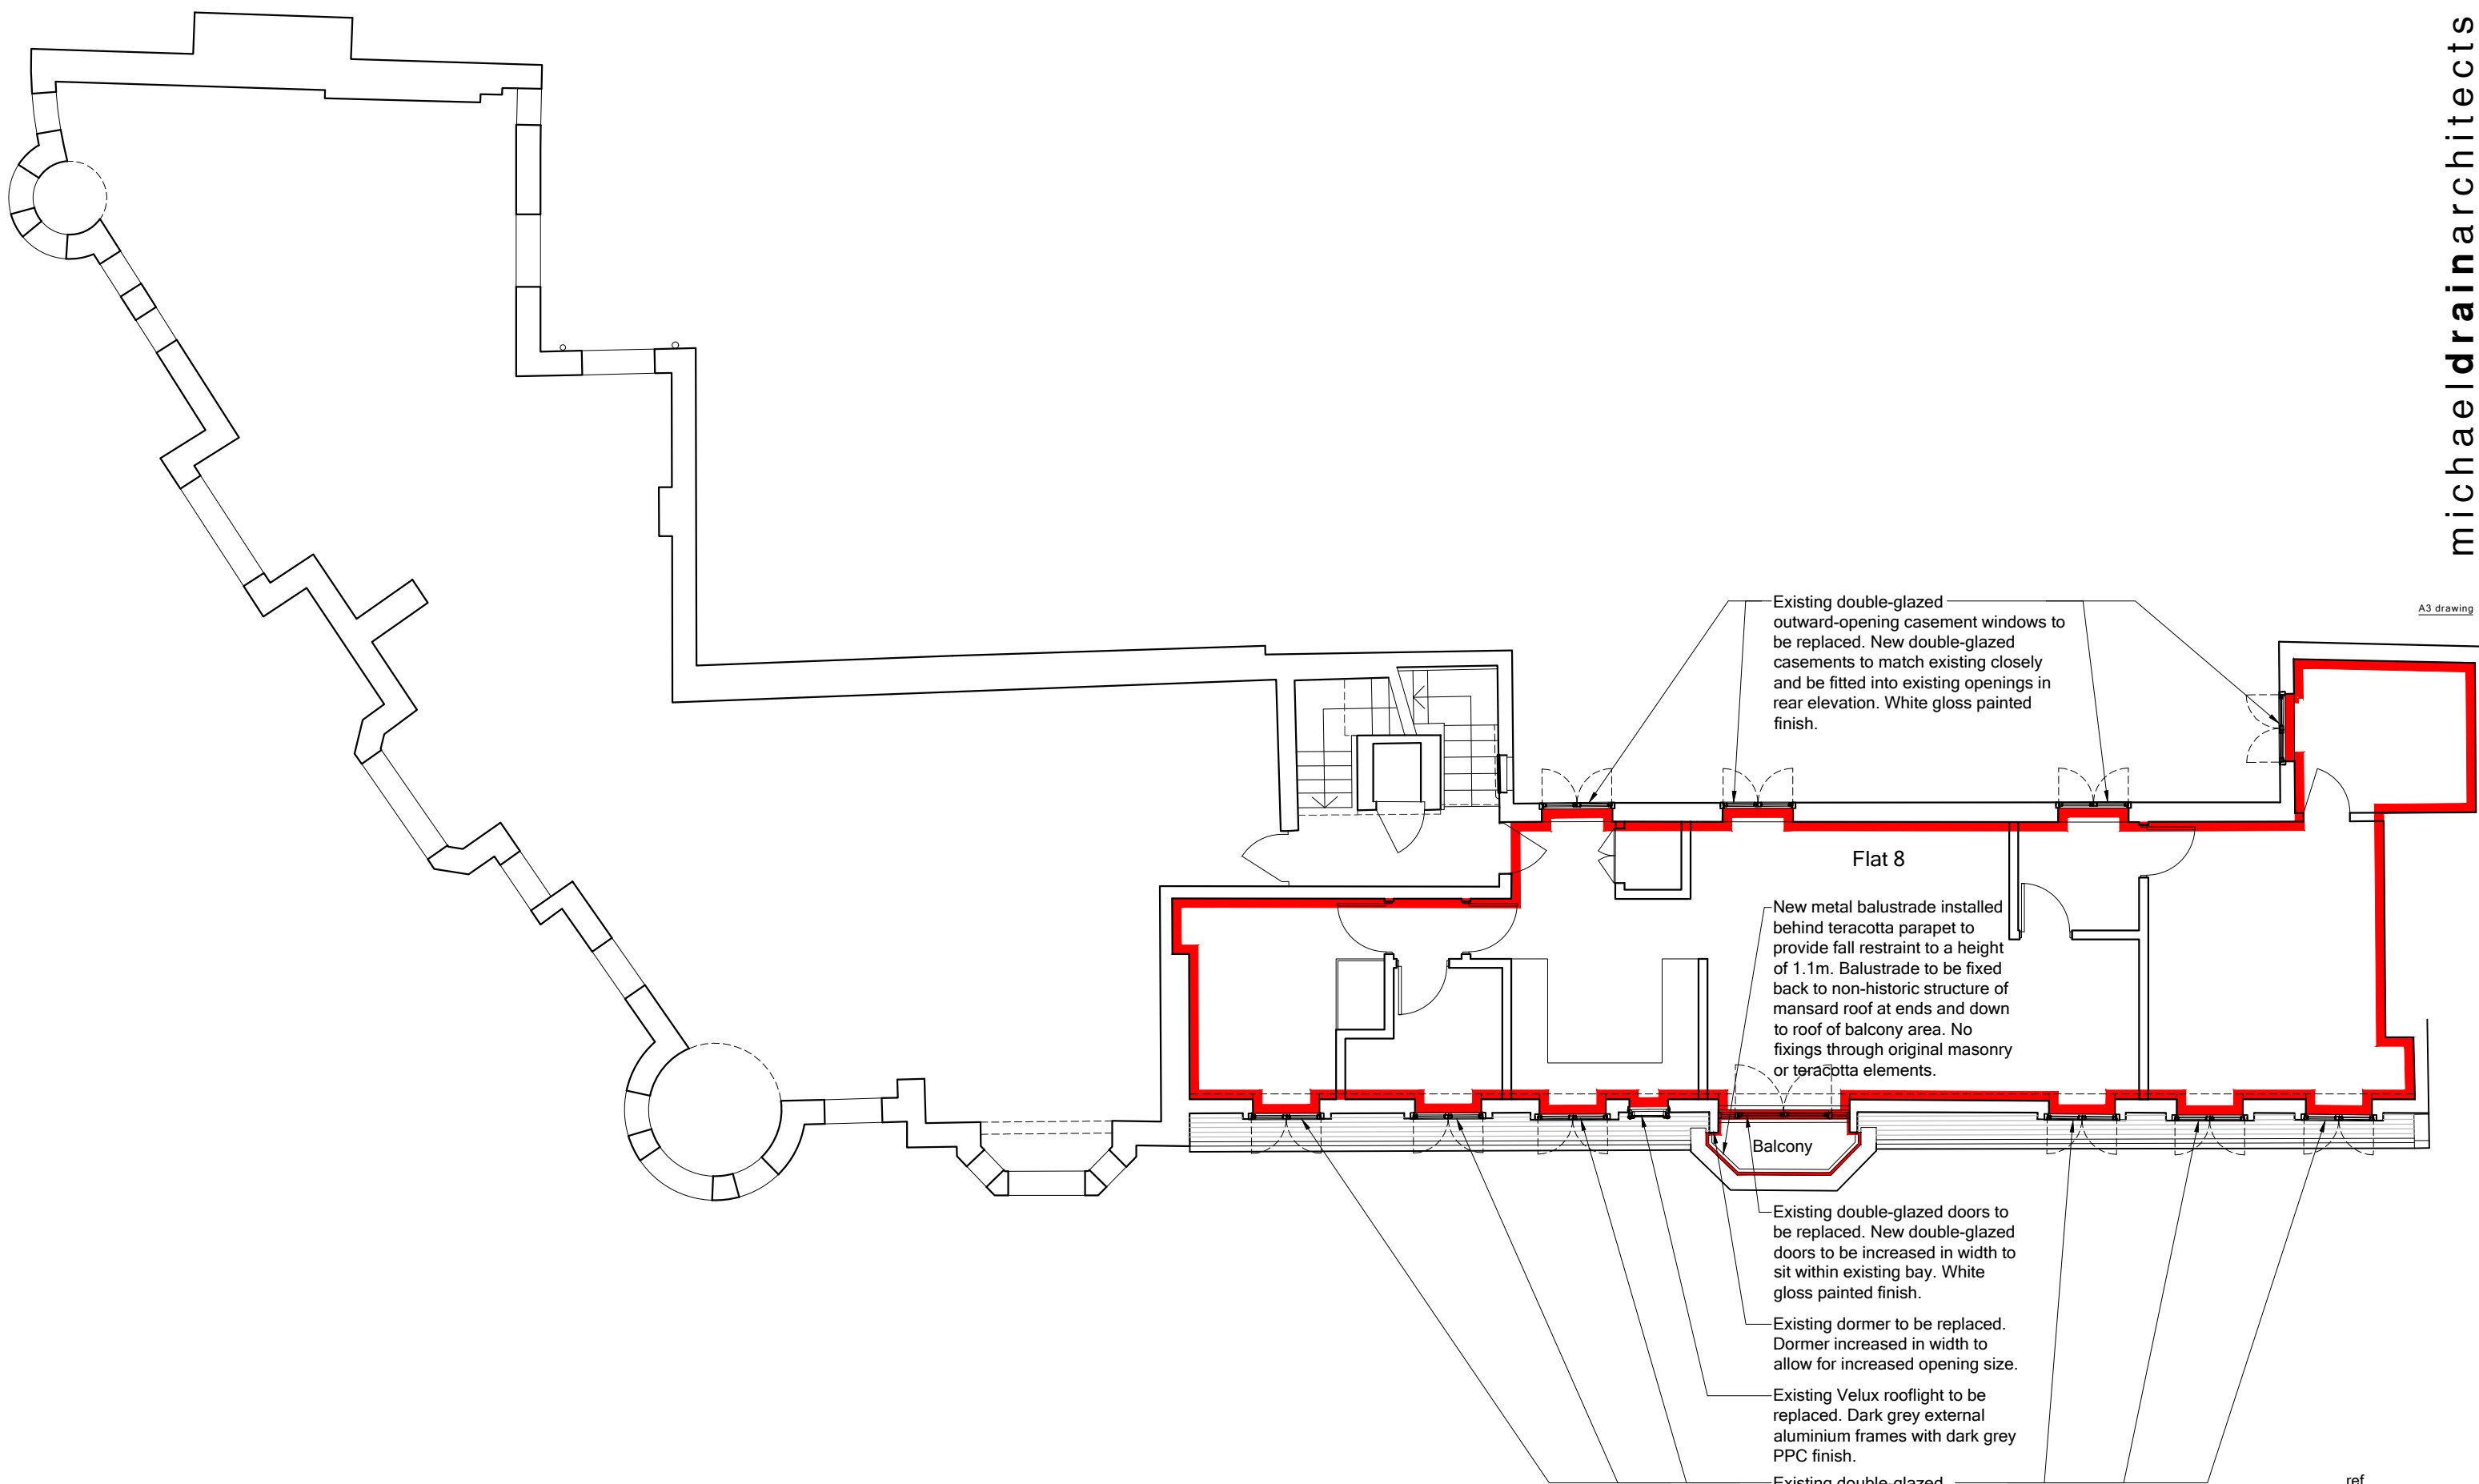 michaeldrainarchitects
A3 drawing
Existing double-glazed
outward-opening casement windows to
be replaced. New double-glazed
casements to match existing closely
and be fitted into existing openings in
rear elevation. White gloss painted
finish.
Flat 8
New metal balustrade installed
behind teracotta parapet to
provide fall restraint to a height
of 1.1m. Balustrade to be fixed
back to non-historic structure of
mansard roof at ends and down
to roof of balcony area. No
fixings through original masonry
or teracotta elements.
Balcony
Existing double-glazed doors to
be replaced. New double-glazed
doors to be increased in width to
sit within existing bay. White
gloss painted finish.
Existing dormer to be replaced.
Dormer increased in width to
allow for increased opening size.
Existing Velux rooflight to be
replaced. Dark grey external
aluminium frames with dark grey
PPC finish.
Existing double-glazed
ref